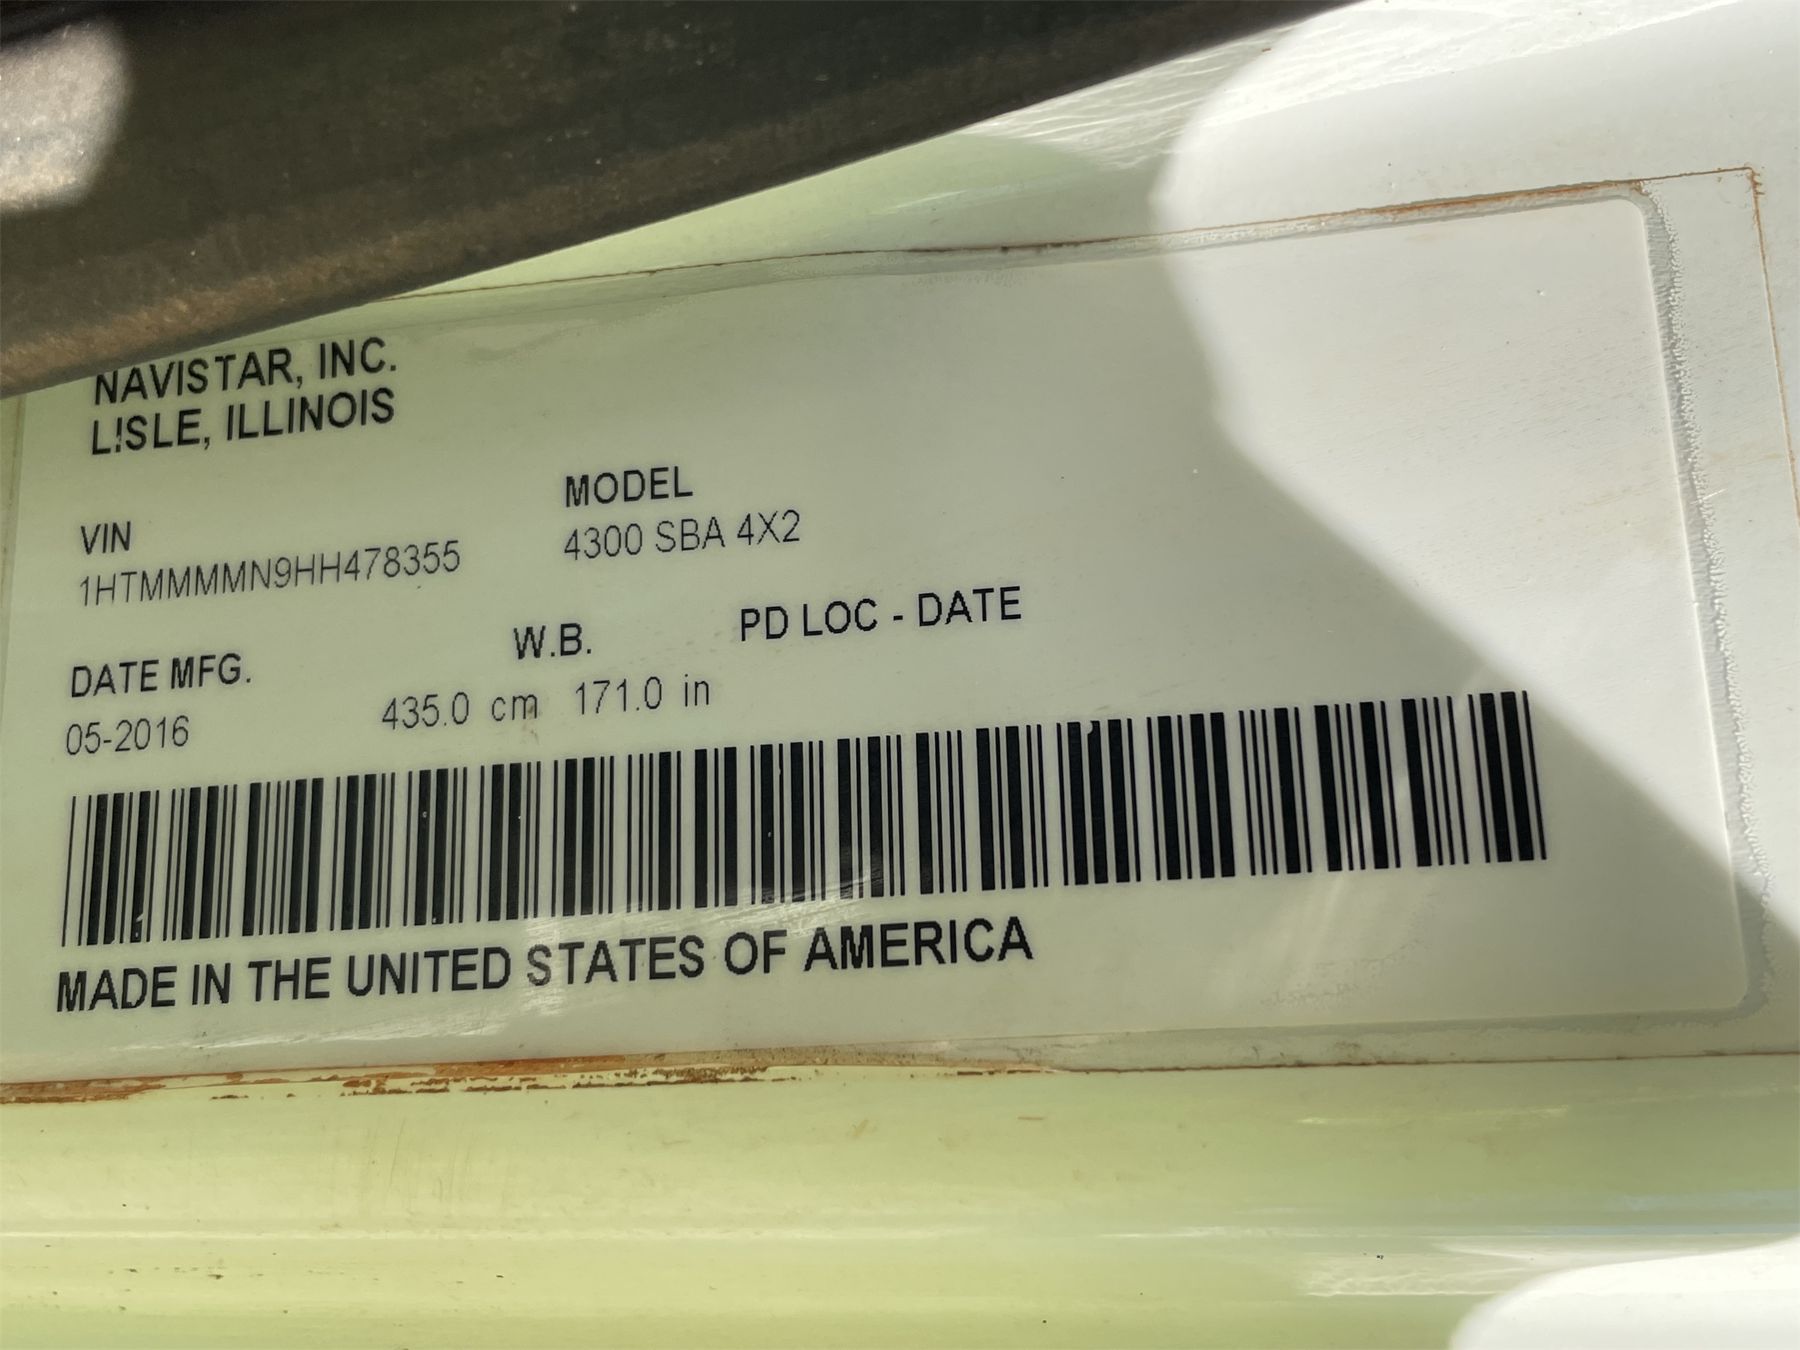 NAVISTAR, INC.
LISLE, ILLINOIS
MODEL
4300 SBA 4X2
VIN
1HTMMMMN9HH478355
DATE MFG.
05-2016
W.B.
435.0 cm 171.0 in
PD LOC - DATE
MADE IN THE UNITED STATES OF AMERICA